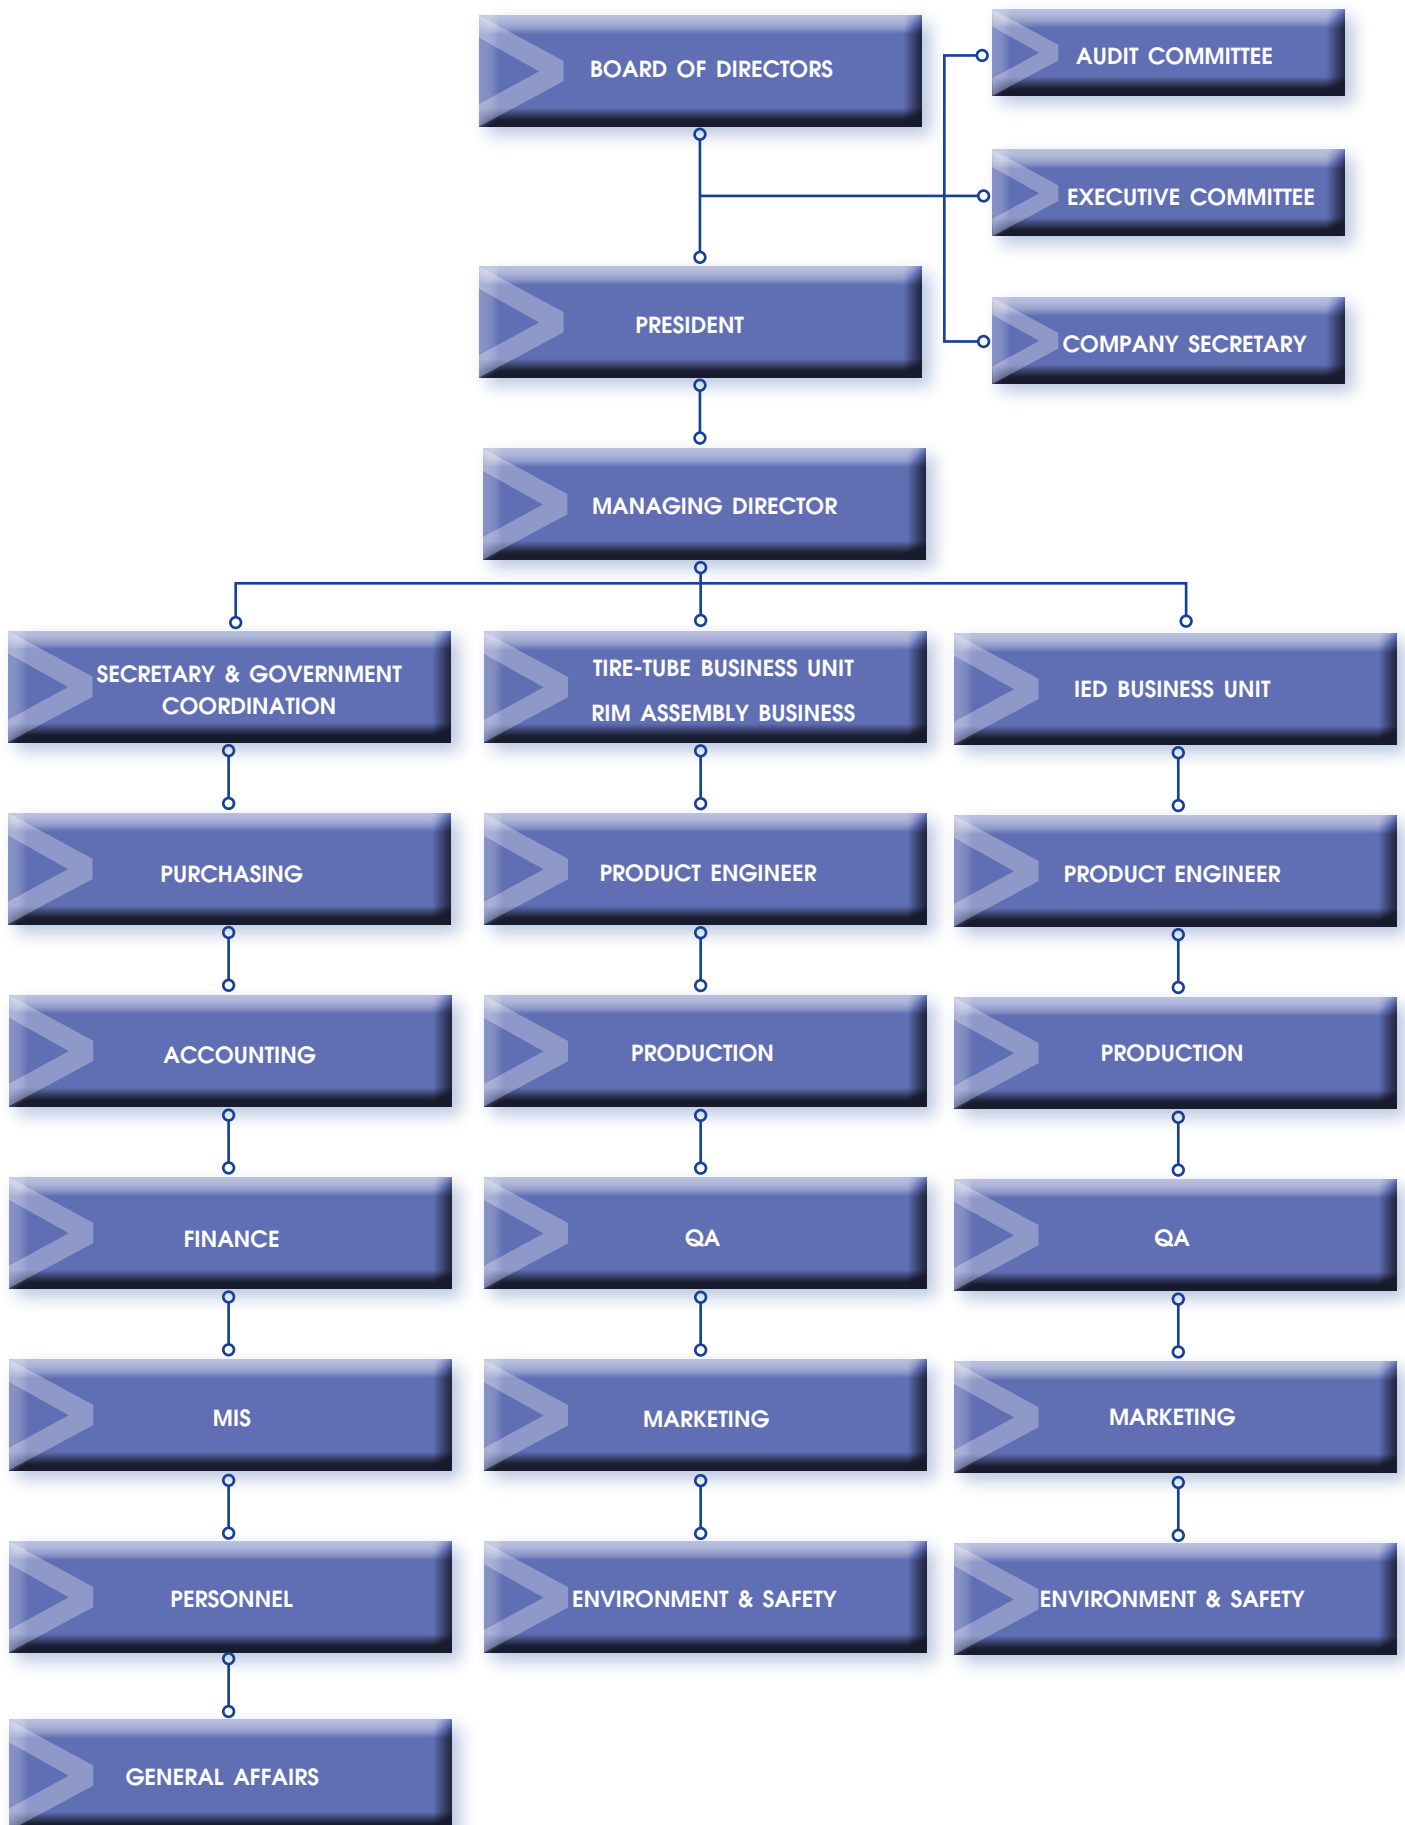 BOARD OF DIRECTORS
AUDIT COMMITTEE
EXECUTIVE COMMITTEE
PRESIDENT
COMPANY SECRETARY
MANAGING DIRECTOR
SECRETARY & GOVERNMENT
COORDINATION
TIRE-TUBE BUSINESS UNIT
RIM ASSEMBLY BUSINESS
IED BUSINESS UNIT
PURCHASING
PRODUCT ENGINEER
PRODUCT ENGINEER
ACCOUNTING
PRODUCTION
PRODUCTION
FINANCE
QA
QA
MIS
MARKETING
MARKETING
PERSONNEL
ENVIRONMENT & SAFETY
ENVIRONMENT & SAFETY
GENERAL AFFAIRS